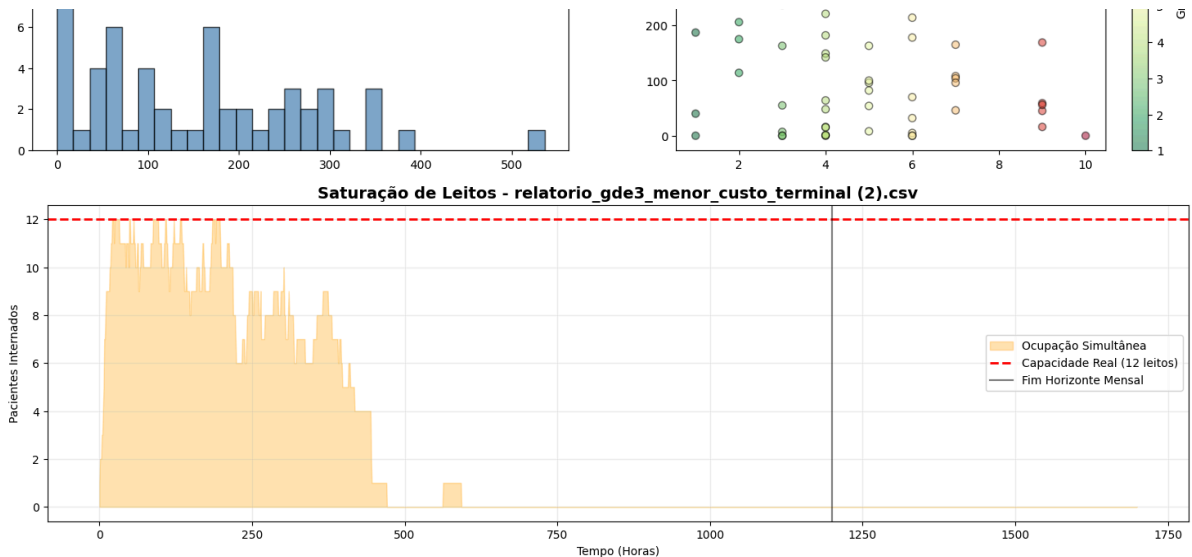 6
4
2
0
0 100 200 300 400 500
200
100
0
2 4 6 8 10
4
3
2
1
Saturação de Leitos - relatorio_gde3_menor_custo_terminal (2).csv
Pacientes Internados
12
10
8
6
4
2
0
Ocupação Simultânea
Capacidade Real (12 leitos)
Fim Horizonte Mensal
0 250 500 750 1000 1250 1500 1750
Tempo (Horas)